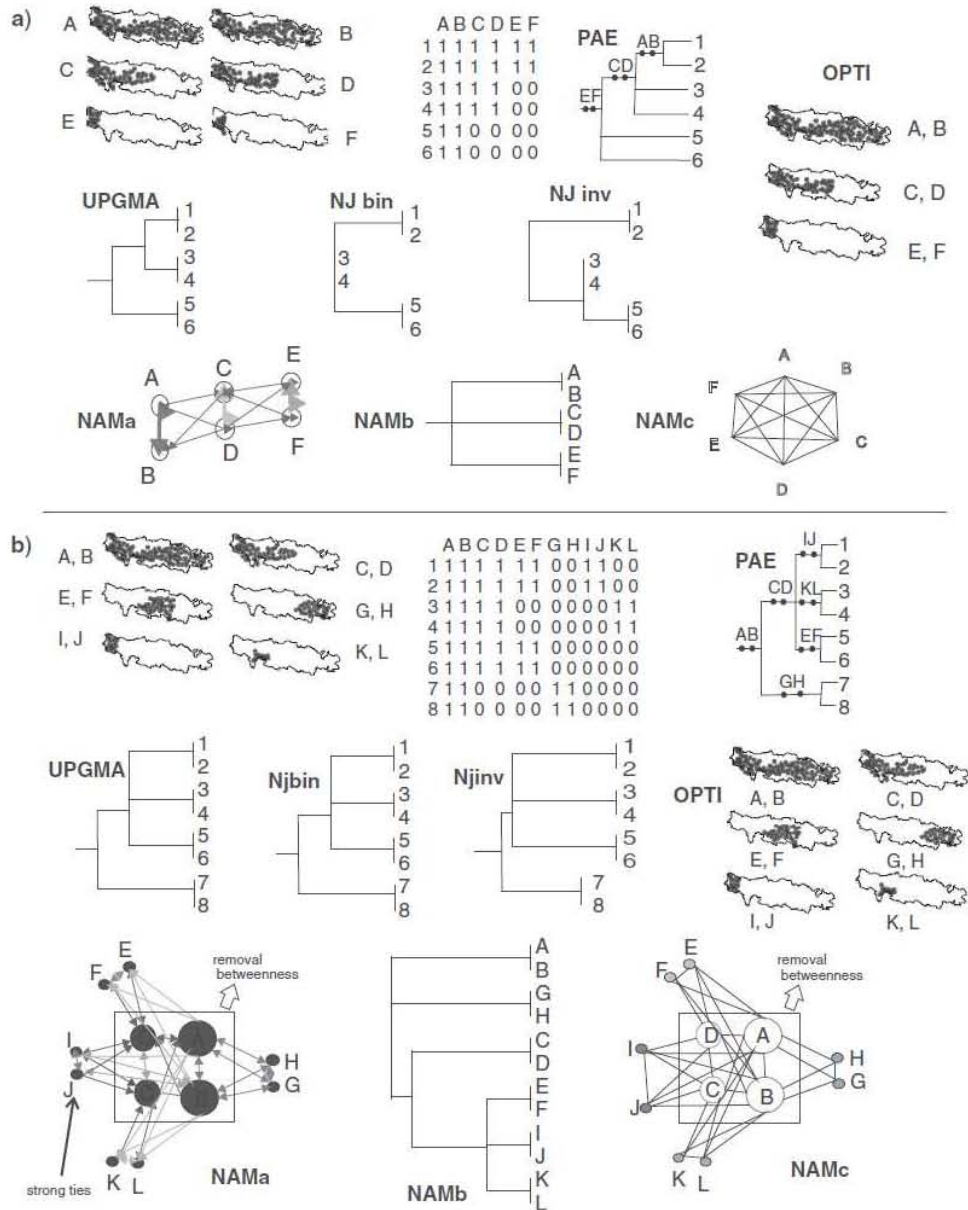 a)
A
B
C
D
E
F
A B C D E F
1 1 1 1 1 1 1
2 1 1 1 1 1 1
3 1 1 1 1 0 0
4 1 1 1 1 0 0
5 1 1 0 0 0 0
6 1 1 0 0 0 0
PAE
AB
CD
EF
1
2
3
4
5
6
OPTI
A, B
C, D
E, F
UPGMA
1
2
3
4
5
6
NJ bin
1
2
3
4
5
6
NJ inv
1
2
3
4
5
6
NAMa
A
C
E
B
D
F
NAMb
A
B
C
D
E
F
NAMc
A
B
F
E
C
D
b)
A, B
C, D
E, F
G, H
I, J
K, L
A B C D E F G H I J K L
1 1 1 1 1 1 1 0 0 1 1 0 0
2 1 1 1 1 1 1 0 0 1 1 0 0
3 1 1 1 1 0 0 0 0 0 0 1 1
4 1 1 1 1 0 0 0 0 0 0 1 1
5 1 1 1 1 1 1 0 0 0 0 0 0
6 1 1 1 1 1 1 0 0 0 0 0 0
7 1 1 0 0 0 0 1 1 0 0 0 0
8 1 1 0 0 0 0 1 1 0 0 0 0
PAE
IJ
CD
KL
AB
EF
GH
1
2
3
4
5
6
7
8
UPGMA
1
2
3
4
5
6
7
8
Njbin
1
2
3
4
5
6
7
8
Njinv
1
2
3
4
5
6
7
8
OPTI
A, B
C, D
E, F
G, H
I, J
K, L
E
F
removal
betweenness
I
A
H
J
G
K
L
strong ties
NAMa
A
B
G
H
C
D
E
F
I
J
K
L
NAMb
E
F
removal
betweenness
I
D
A
H
G
J
C
B
K
L
NAMc